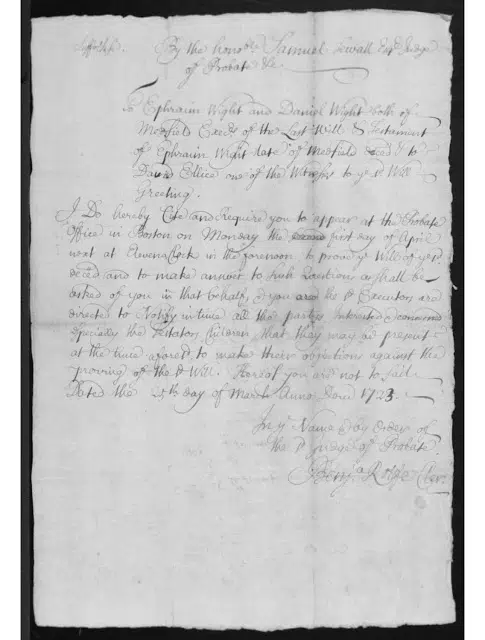 Suffolk ss. By the honoble. Samuel Sewall Esqr. Judge
of Probate &c.
To Ephraim Wight and Daniel Wight both of
Medfield Execrs of the Last Will & Testament
of Ephraim Wight late of Medfield decd & to
David Ellice one of the Witnesses to ye sd Will
Greeting.
I Do hereby Cite and require you to appear at the Probate
Office in Boston on Monday the first day of April
next at Eleven a Clock in the forenoon to prove ye Will of ye sd
decd and to make answer to such Questions as shall be
asked of you in that behalf, & you are the sd Executors are
directed to Notify in time all the partys Interested & concerned
Specially the Testators Children, that they may be present
at the time aforesd. to make their objections against the
proving of the sd Will. Hereof you are not to fail
Dated the day of March Anno Domi 1723
In ye Name & by Order of
the sd Judge of Probate
Benja Rolfe Cler